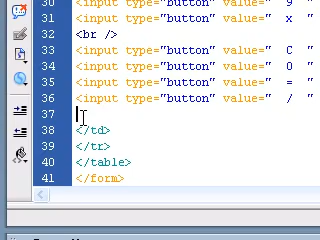 30 <input type="button" value=" 9 "
31 <input type="button" value=" x "
32 <br />
33 <input type="button" value=" C "
34 <input type="button" value=" 0 "
35 <input type="button" value=" = "
36 <input type="button" value=" / "
37
38 </td>
39 </tr>
40 </table>
41 </form>